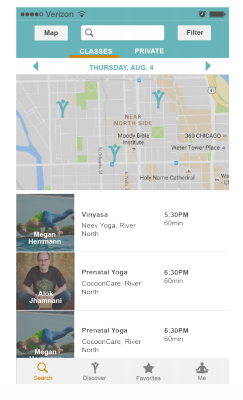 Verizon
Map
Filter
CLASSES PRIVATE
THURSDAY, AUG. 4
NEAR
NORTH SIDE
Moody Bible
Institute
360 CHICAGO
Water Tower Place
Holy Name Cathedral
Vinyasa 5:30PM
Neev Yoga, River
North
60min
Megan
Herrmann
Prenatal Yoga 6:30PM
CocoonCare, River
North
60min
Alok
Jhamnani
Prenatal Yoga 6:30PM
CocoonCare, River
North
60min
Megan
Search Discover Favorites Me